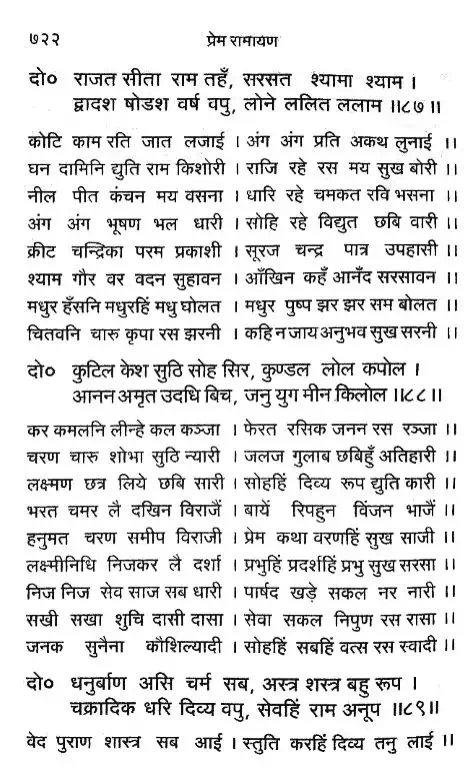 ७२२ प्रेम रामायण
दो० राजत सीता राम तहँ, सरसत श्यामा श्याम ।
द्वादश षोडश वर्ष वपु, लोने ललित ललाम ॥८७॥
कोटि काम रति जात लजाई । अंग अंग प्रति अकथ लुनाई ॥
घन दामिनि द्युति राम किशोरी । राजि रहे रस मय सुख बोरी ॥
नील पीत कंचन मय वसना । धारि रहे चमकत रवि भसना ॥
अंग अंग भूषण भल धारी । सोहि रहे विद्युत छबि वारी ॥
क्रीट चन्द्रिका परम प्रकाशी । सूरज चन्द्र पात्र उपहासी ॥
श्याम गौर वर वदन सुहावन । आँखिन कहँ आनँद सरसावन ॥
मधुर हँसनि मधुरहिं मधु घोलत । मधुर पुष्प झर झर सम बोलत ॥
चितवनि चारु कृपा रस झरनी । कहि न जाय अनुभव सुख सरनी ॥
दो० कुटिल केश सुठि सोह सिर, कुण्डल लोल कपोल ।
आनन अमृत उदधि बिच, जनु युग मीन किलोल ॥८८॥
कर कमलनि लीन्हे कल कञ्जा । फेरत रसिक जनन रस रञ्जा ॥
चरण चारु शोभा सुठि न्यारी । जलज गुलाब छबिहुँ अतिहारी ॥
लक्ष्मण छत्र लिये छबि सारी । सोहहिं दिव्य रूप द्युति कारी ॥
भरत चमर लै दखिन विराजैं । बायें रिपहुन विंजन भाजैं ॥
हनुमत चरण समीप विराजी । प्रेम कथा वरणहिं सुख साजी ॥
लक्ष्मीनिधि निजकर लै दर्शा । प्रभुहिं प्रदर्शहिं प्रभु सुख सरसा ॥
निज निज सेव साज सब धारी । पार्षद खड़े सकल नर नारी ॥
सखी सखा शुचि दासी दासा । सेवा सकल निपुण रस रासा ॥
जनक सुनैना कौशिल्यादी । सोहहिं सबहिं वत्स रस स्वादी ॥
दो० धनुर्बाण असि चर्म सब, अस्त्र शस्त्र बहु रूप ।
चक्रादिक धरि दिव्य वपु, सेवहिं राम अनूप ॥८९॥
वेद पुराण शास्त्र सब आई । स्तुति करहिं दिव्य तनु लाई ॥